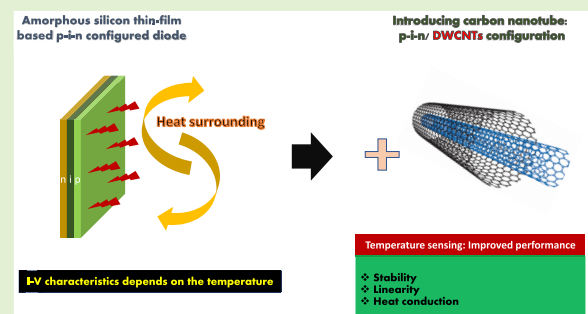 Amorphous silicon thin-film
based p-i-n configured diode
Introducing carbon nanotube:
p-i-n/ DWCNTs configuration
Heat surrounding
n i p
I-V characteristics depends on the temperature
Temperature sensing: Improved performance
❖ Stability
❖ Linearity
❖ Heat conduction